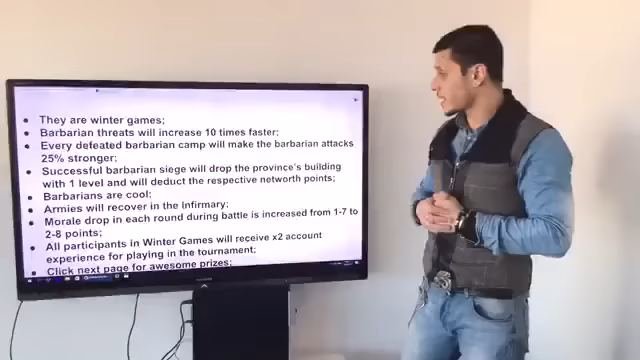 They are winter games;
Barbarian threats will increase 10 times faster;
Every defeated barbarian camp will make the barbarian attacks
25% stronger;
Successful barbarian siege will drop the province's building
with 1 level and will deduct the respective networth points;
Barbarians are cool;
Armies will recover in the Infirmary;
Morale drop in each round during battle is increased from 1-7 to
2-8 points;
All participants in Winter Games will receive x2 account
experience for playing in the tournament;
Click next page for awesome prizes;